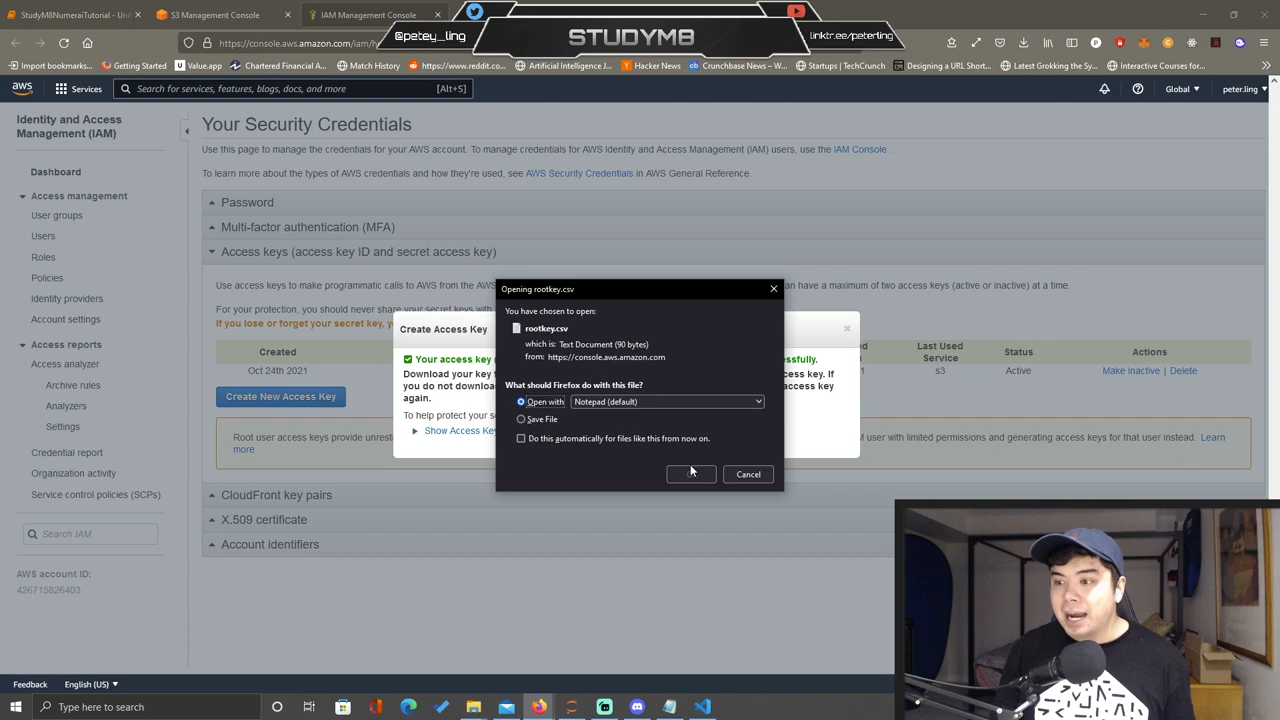 StudyM8NumeraiTutorial - Uni
S3 Management Console
IAM Management Console
@petey_ling
STUDYM8
linktr.ee/peterling
https://console.aws.amazon.com/iam/h
Import bookmarks...
Getting Started
Value.app
Chartered Financial A...
Match History
https://www.reddit.co...
Artificial Intelligence J...
Hacker News
Crunchbase News – W...
Startups | TechCrunch
Designing a URL Short...
Latest Grokking the Sy...
Interactive Courses for...
aws
Services
Search for services, features, blogs, docs, and more
[Alt+S]
Global
peter.ling
Identity and Access
Management (IAM)
Dashboard
Access management
User groups
Users
Roles
Policies
Identity providers
Account settings
Access reports
Access analyzer
Archive rules
Analyzers
Settings
Credential report
Organization activity
Service control policies (SCPs)
Search IAM
AWS account ID:
426715826403
Your Security Credentials
Use this page to manage the credentials for your AWS account. To manage credentials for AWS Identity and Access Management (IAM) users, use the IAM Console .
To learn more about the types of AWS credentials and how they're used, see AWS Security Credentials in AWS General Reference.
Password
Multi-factor authentication (MFA)
Access keys (access key ID and secret access key)
Use access keys to make programmatic calls to AWS from the AW
an have a maximum of two access keys (active or inactive) at a time.
For your protection, you should never share your secret keys with
If you lose or forget your secret key, y
Created
Last Used
Service
Status
Actions
Oct 24th 2021
s3
Active
Make Inactive | Delete
Create New Access Key
Root user access keys provide unrest
M user with limited permissions and generating access keys for that user instead. Learn
more
CloudFront key pairs
X.509 certificate
Account identifiers
Create Access Key
Your access key
ssfully.
Download your key
cess key. If
you do not downloa
access key
again.
To help protect your s
Show Access Key
Opening rootkey.csv
You have chosen to open:
rootkey.csv
which is: Text Document (90 bytes)
from: https://console.aws.amazon.com
What should Firefox do with this file?
Open with
Notepad (default)
Save File
Do this automatically for files like this from now on.
Cancel
Feedback
English (US)
Type here to search